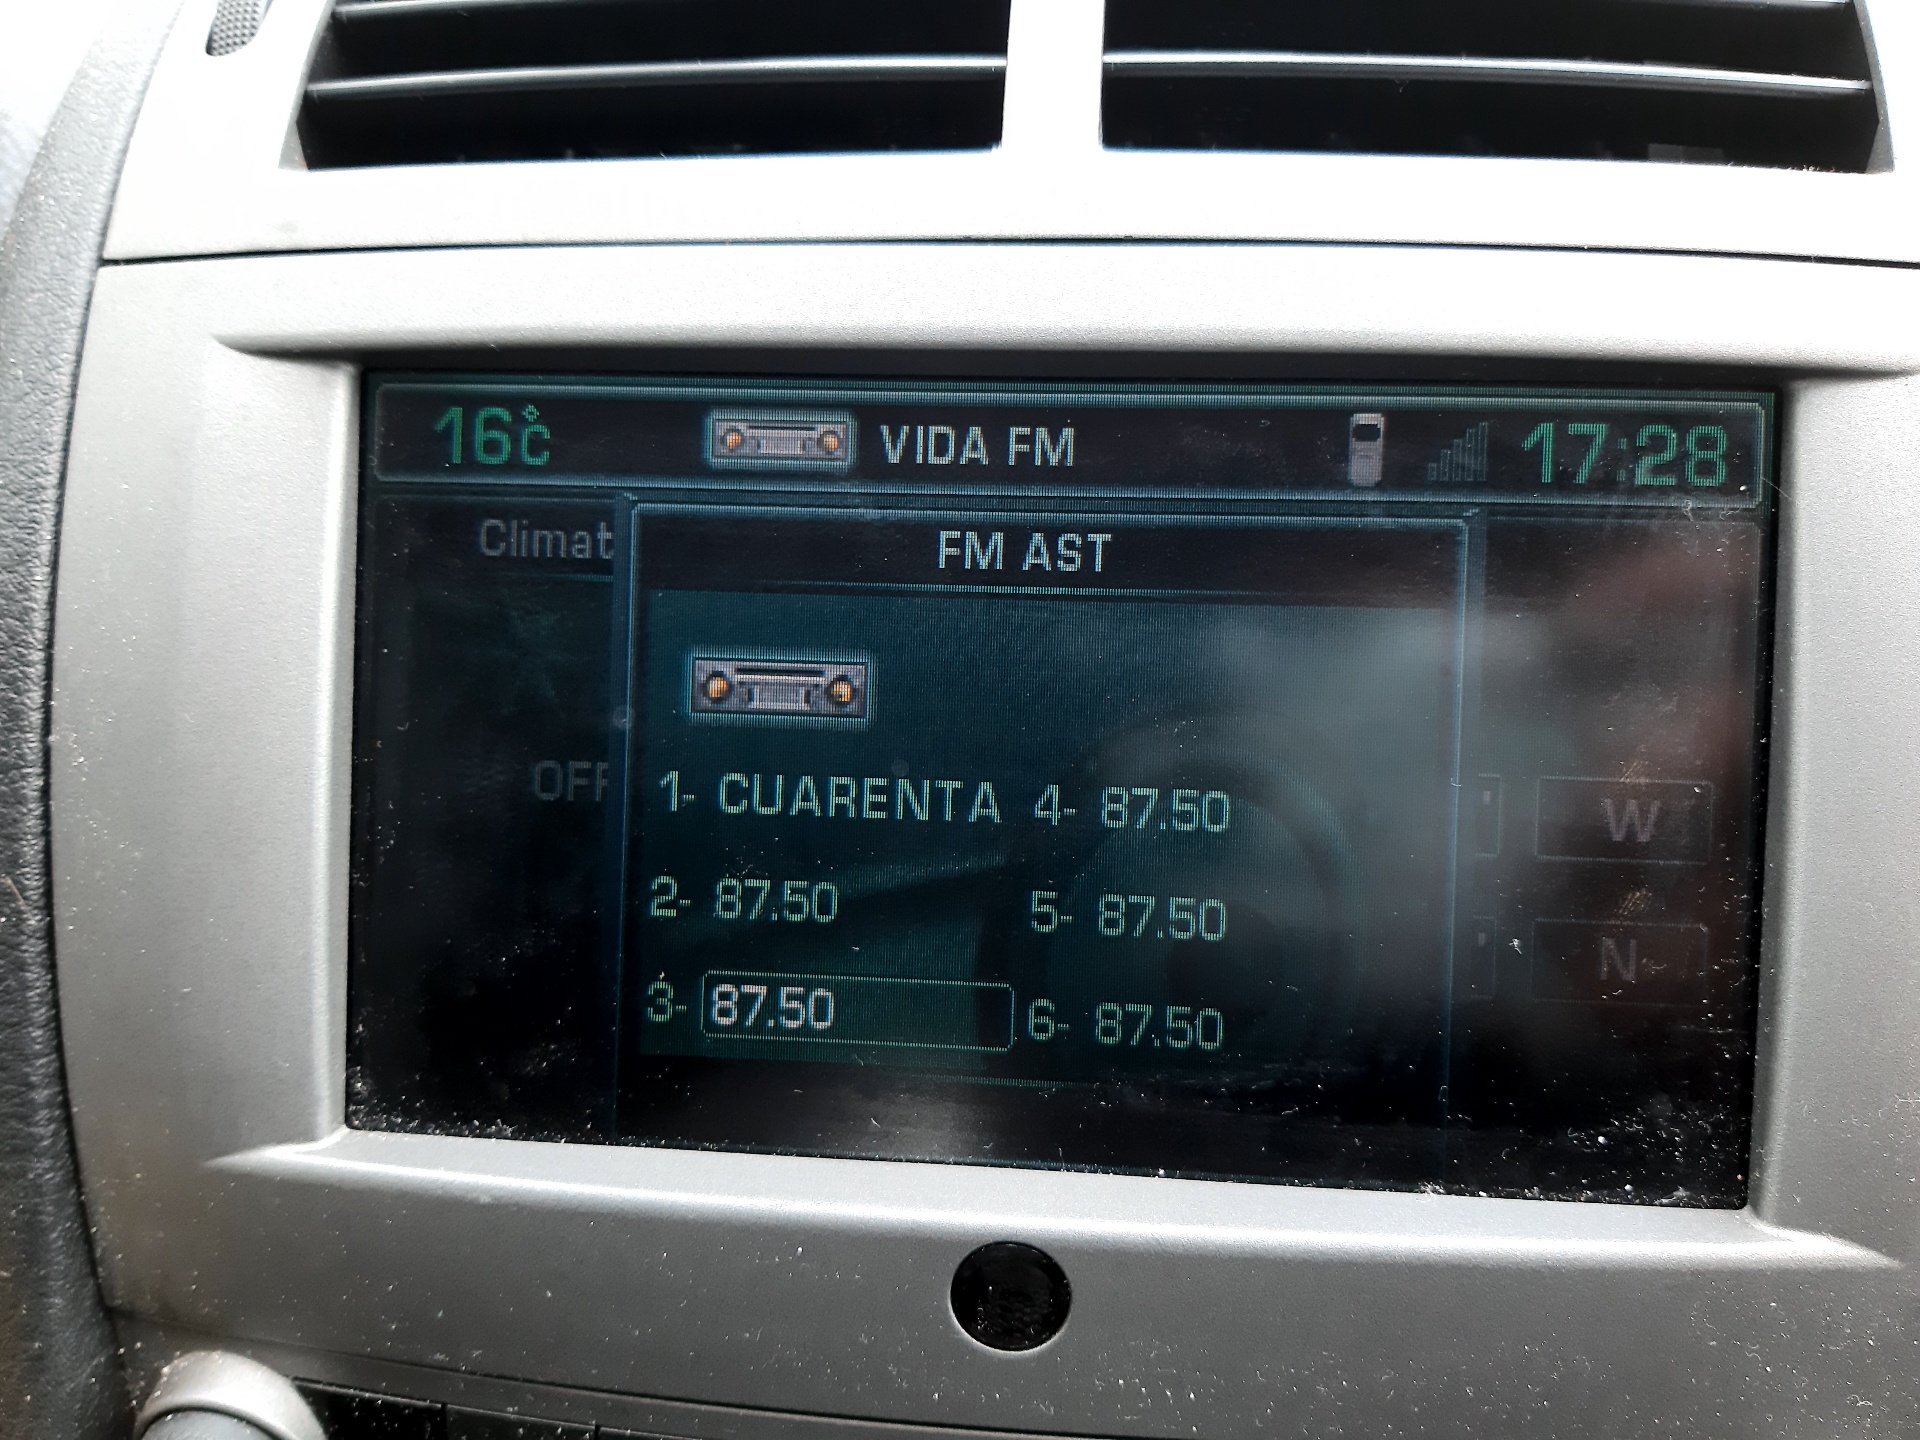 16°C VIDA FM 17:28
Climat
FM AST
OFF
1- CUARENTA 4- 87.50
W
2- 87.50 5- 87.50
N
3- 87.50 6- 87.50